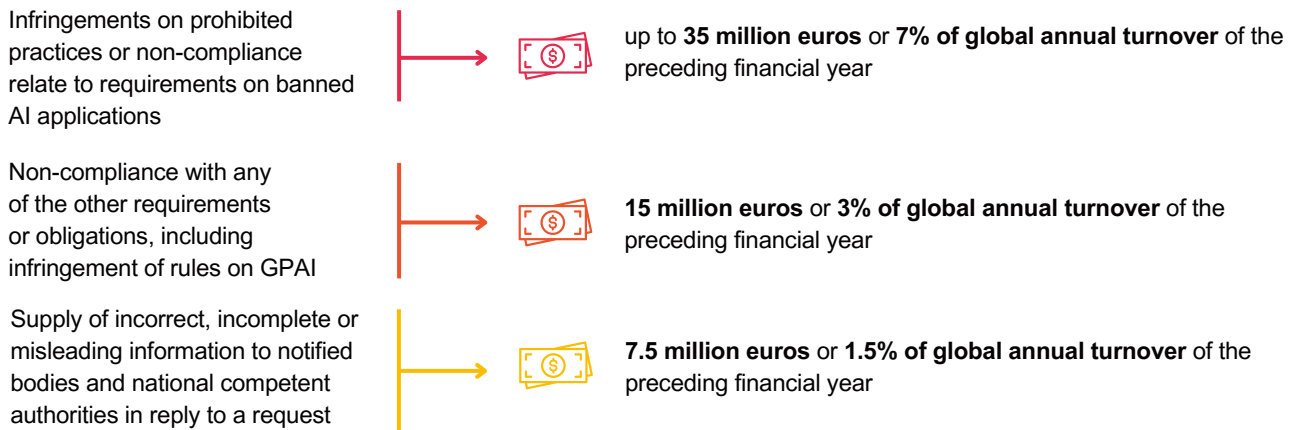 Infringements on prohibited
practices or non-compliance
relate to requirements on banned
AI applications
up to 35 million euros or 7% of global annual turnover of the
preceding financial year
Non-compliance with any
of the other requirements
or obligations, including
infringement of rules on GPAI
15 million euros or 3% of global annual turnover of the
preceding financial year
Supply of incorrect, incomplete or
misleading information to notified
bodies and national competent
authorities in reply to a request
7.5 million euros or 1.5% of global annual turnover of the
preceding financial year